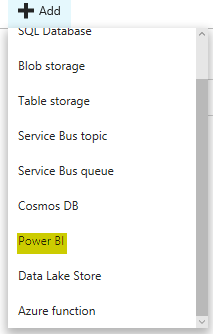 Add
SQL Database
Blob storage
Table storage
Service Bus topic
Service Bus queue
Cosmos DB
Power BI
Data Lake Store
Azure function